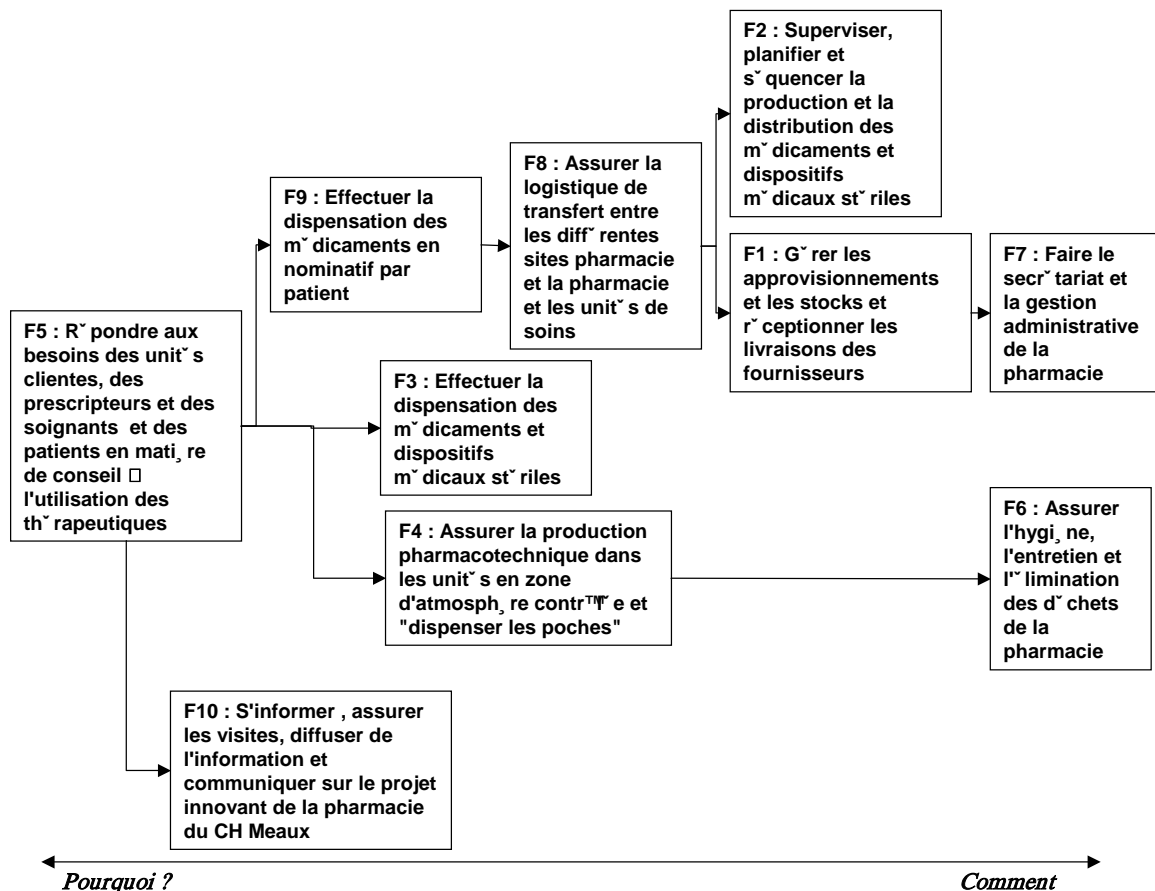 F2 : Superviser,
planifier et
sˇ quencer la
production et la
distribution des
mˇ dicaments et
dispositifs
mˇ dicaux stˇ riles
F9 : Effectuer la
dispensation des
mˇ dicaments en
nominatif par
patient
F8 : Assurer la
logistique de
transfert entre
les diffˇ rentes
sites pharmacie
et la pharmacie
et les unitˇ s de
soins
F1 : Gˇ rer les
approvisionnements
et les stocks et
rˇ ceptionner les
livraisons des
fournisseurs
F7 : Faire le
secrˇ tariat et
la gestion
administrative
de la
pharmacie
F5 : Rˇ pondre aux
besoins des unitˇ s
clientes, des
prescripteurs et des
soignants et des
patients en mati¸ re
de conseil □
l'utilisation des
thˇ rapeutiques
F3 : Effectuer la
dispensation des
mˇ dicaments et
dispositifs
mˇ dicaux stˇ riles
F4 : Assurer la production
pharmacotechnique dans
les unitˇ s en zone
d'atmosph¸ re e et
"dispenser les poches"
F6 : Assurer
l'hygi¸ ne,
l'entretien et
l'ˇ limination
des dˇ chets
de la
pharmacie
F10 : S'informer , assurer
les visites, diffuser de
l'information et
communiquer sur le projet
innovant de la pharmacie
du CH Meaux
Pourquoi ?
Comment